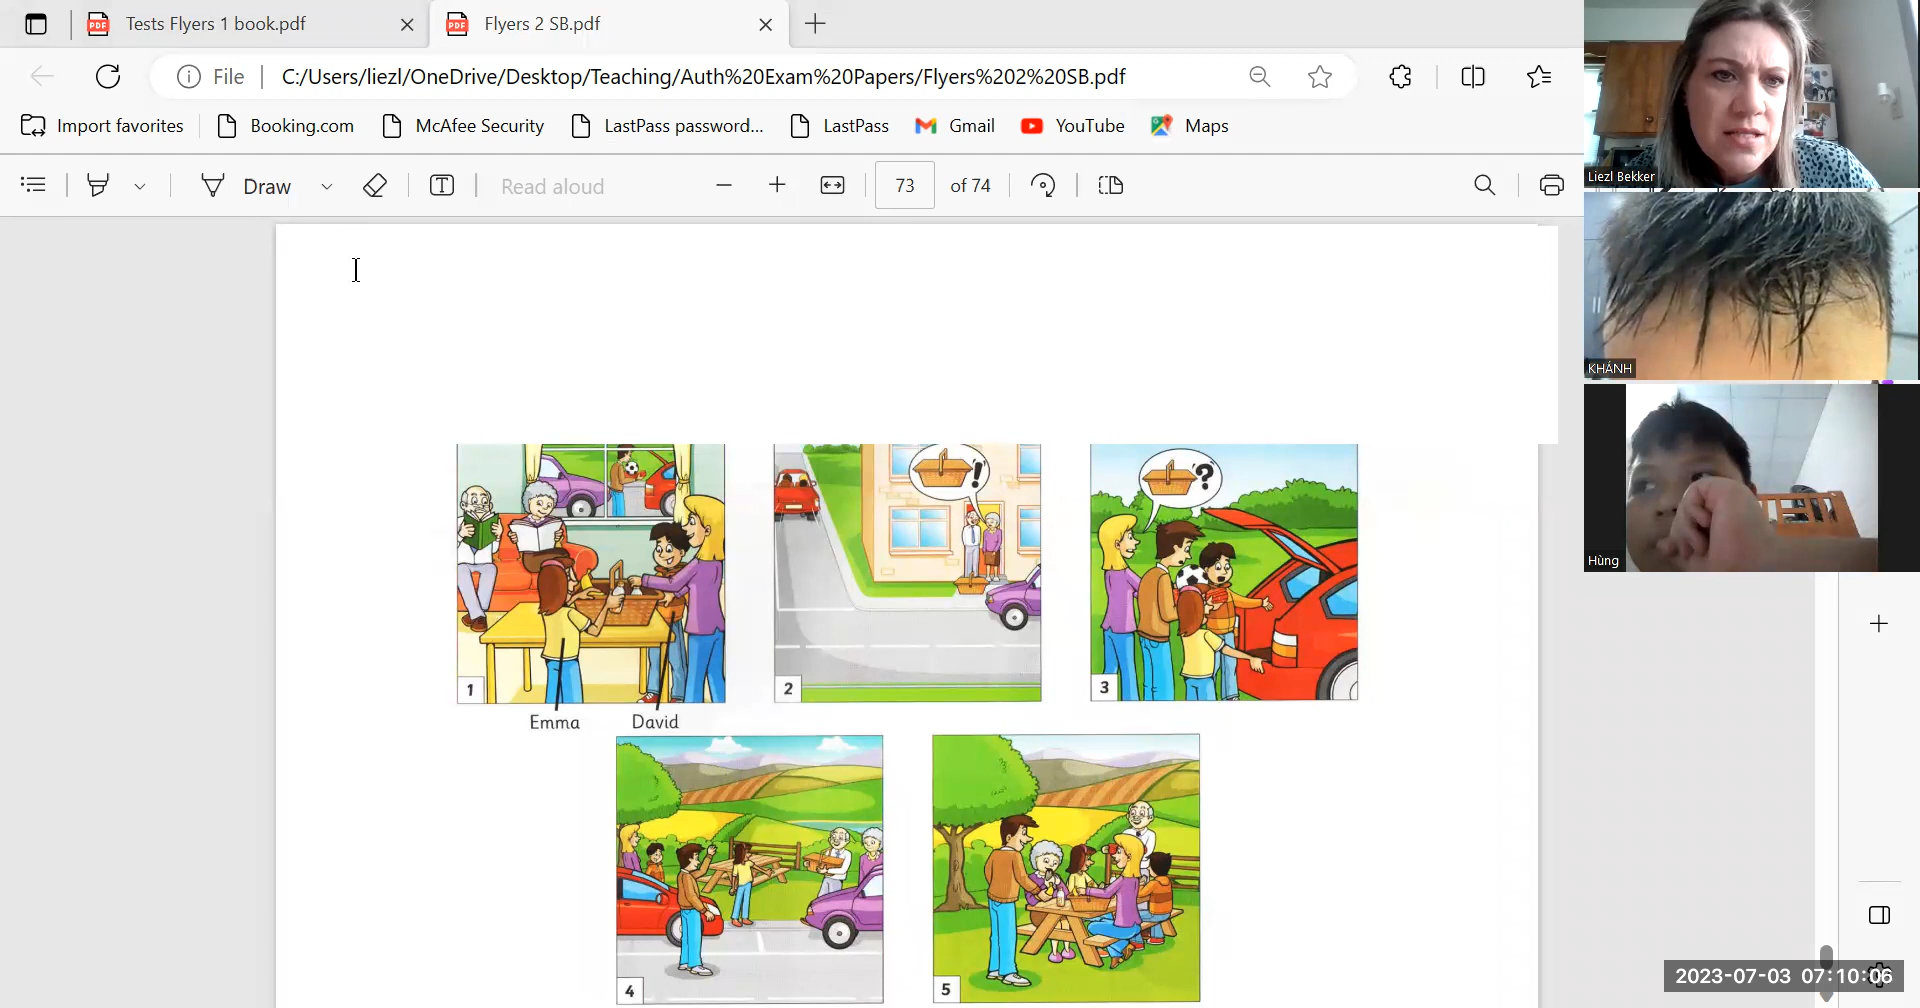 Tests Flyers 1 book.pdf
Flyers 2 SB.pdf
File
C:/Users/liezl/OneDrive/Desktop/Teaching/Auth%20Exam%20Papers/Flyers%202%20SB.pdf
Import favorites
Booking.com
McAfee Security
LastPass password...
LastPass
Gmail
YouTube
Maps
Draw
Read aloud
73 of 74
Liezl Bekker
KHÁNH
Hùng
!
?
1
2
3
Emma
David
4
5
2023-07-03 07:10:06